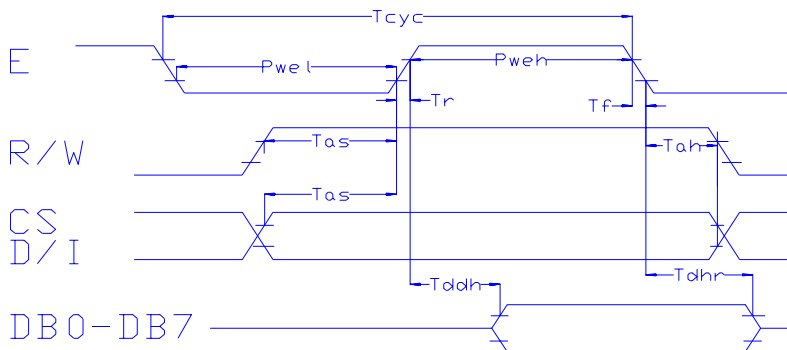 Tcyc
E
Pwel
Pweh
Tr
Tf
R/W
Tas
Tah
Tas
CS
D/I
Tddh
Tdhr
DB0-DB7